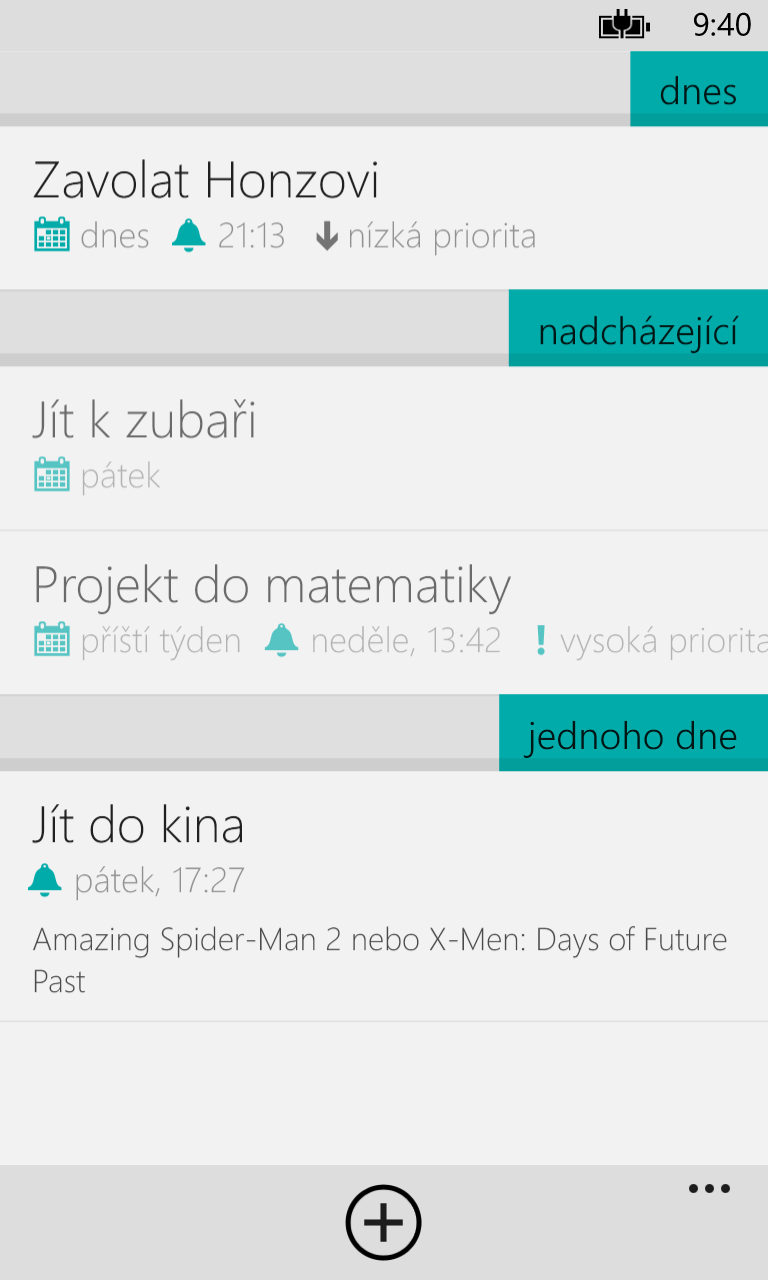 9:40
dnes
Zavolat Honzovi
dnes 21:13 nízká priorita
nadcházející
Jít k zubaři
pátek
Projekt do matematiky
příští týden neděle, 13:42 ! vysoká priorita
jednoho dne
Jít do kina
pátek, 17:27
Amazing Spider-Man 2 nebo X-Men: Days of Future
Past